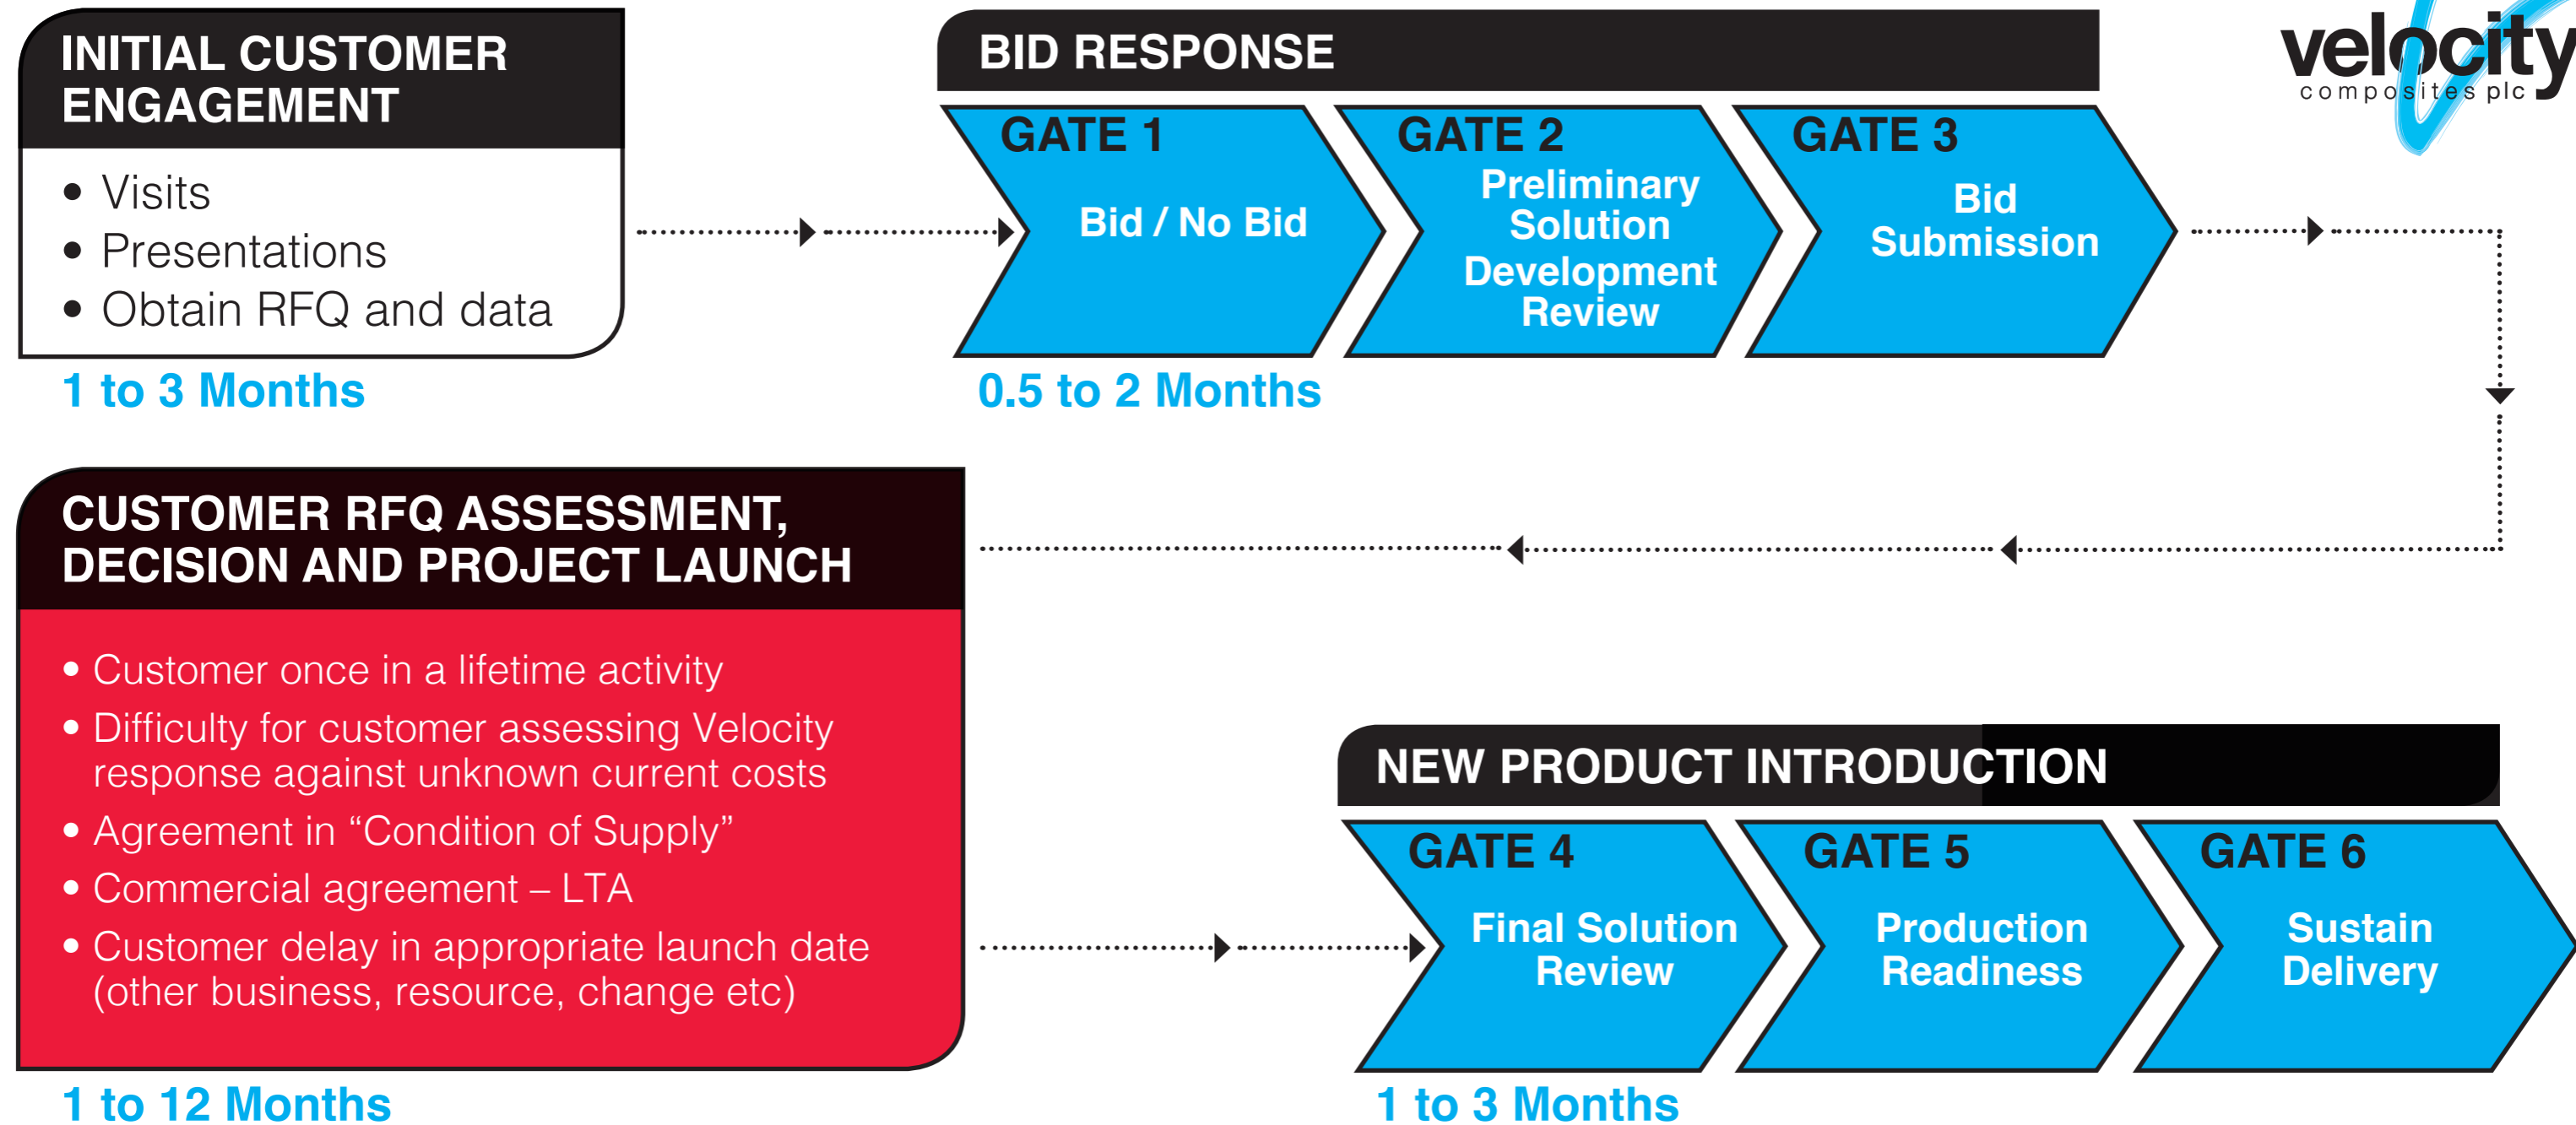 INITIAL CUSTOMER
ENGAGEMENT
• Visits
• Presentations
• Obtain RFQ and data
1 to 3 Months
BID RESPONSE
GATE 1
Bid / No Bid
GATE 2
Preliminary
Solution
Development
Review
GATE 3
Bid
Submission
0.5 to 2 Months
velocity
composites plc
CUSTOMER RFQ ASSESSMENT,
DECISION AND PROJECT LAUNCH
• Customer once in a lifetime activity
• Difficulty for customer assessing Velocity
response against unknown current costs
• Agreement in “Condition of Supply”
• Commercial agreement – LTA
• Customer delay in appropriate launch date
(other business, resource, change etc)
1 to 12 Months
NEW PRODUCT INTRODUCTION
GATE 4
Final Solution
Review
GATE 5
Production
Readiness
GATE 6
Sustain
Delivery
1 to 3 Months